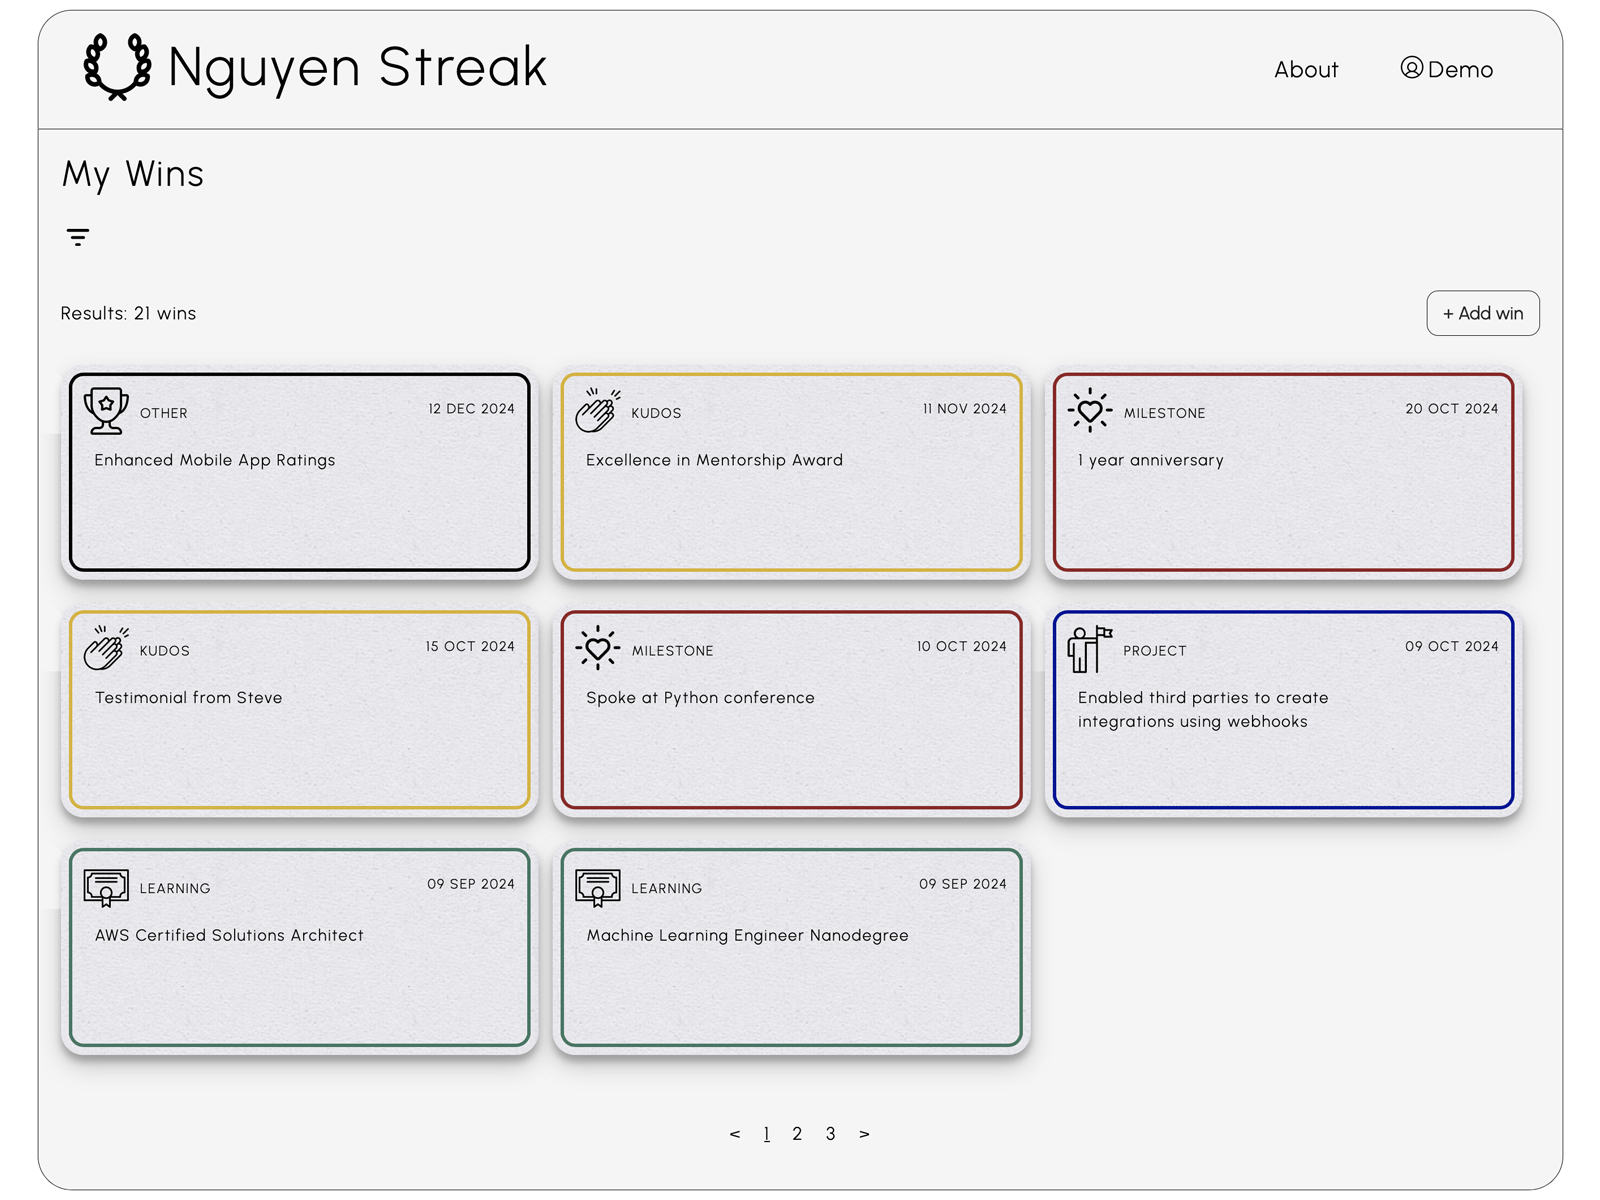 Nguyen Streak
About
Demo
My Wins
Results: 21 wins
+ Add win
OTHER
12 DEC 2024
Enhanced Mobile App Ratings
KUDOS
11 NOV 2024
Excellence in Mentorship Award
MILESTONE
20 OCT 2024
1 year anniversary
KUDOS
15 OCT 2024
Testimonial from Steve
MILESTONE
10 OCT 2024
Spoke at Python conference
PROJECT
09 OCT 2024
Enabled third parties to create
integrations using webhooks
LEARNING
09 SEP 2024
AWS Certified Solutions Architect
LEARNING
09 SEP 2024
Machine Learning Engineer Nanodegree
< 1 2 3 >